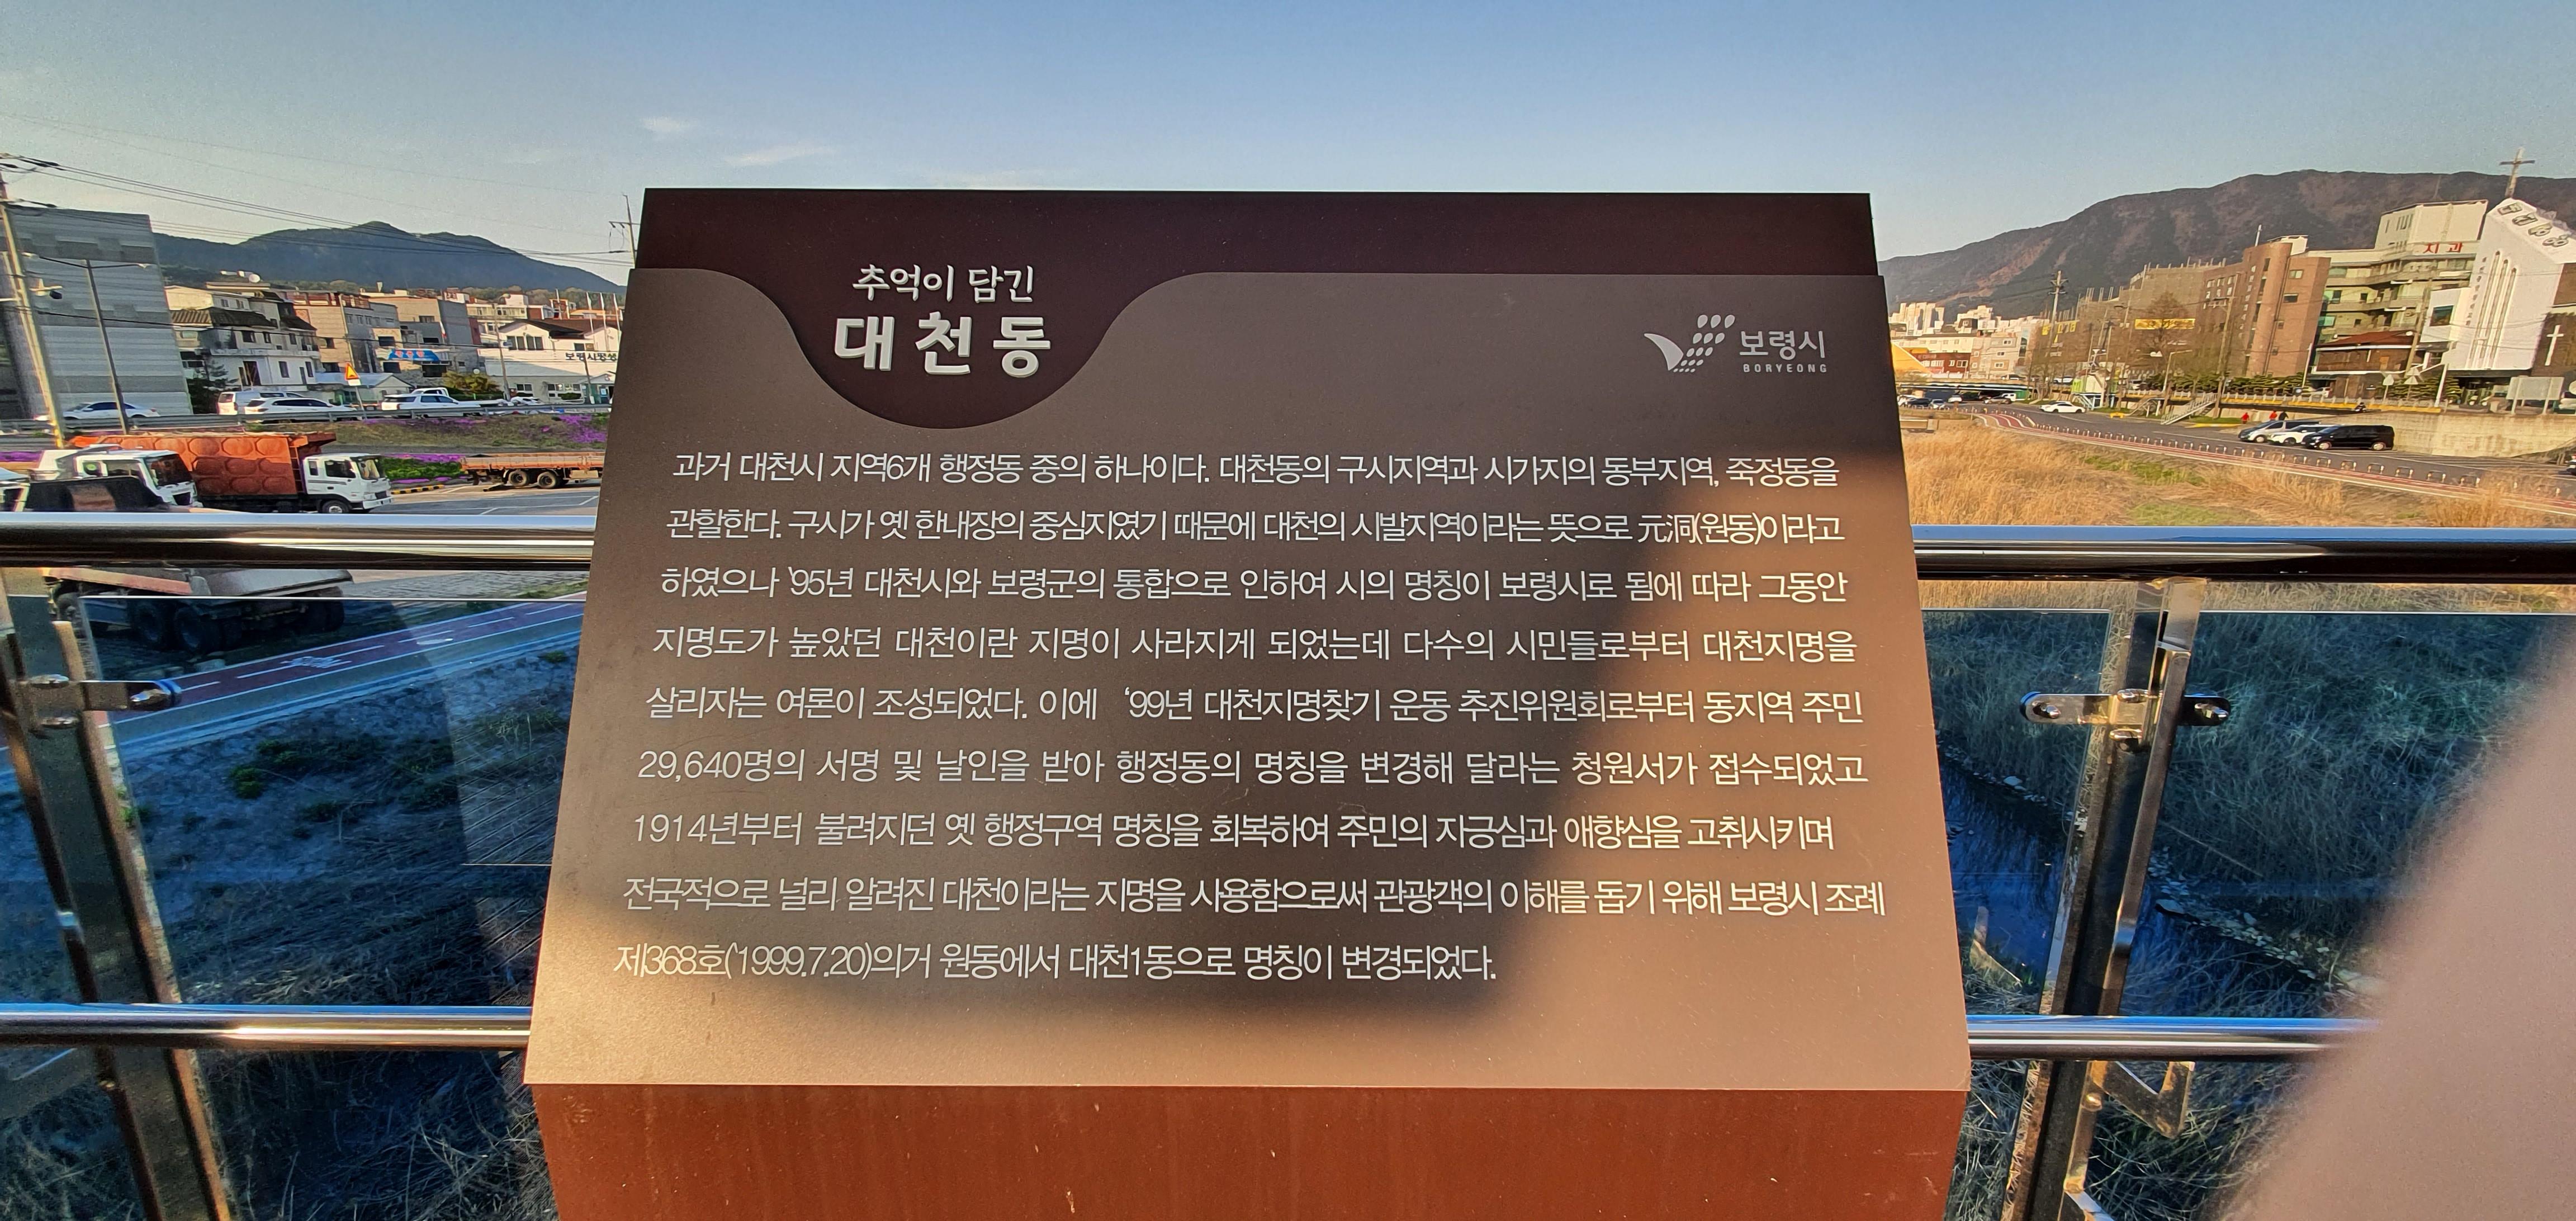 추억이 담긴
대천동
보령시
BORYEONG
과거 대천시 지역6개 행정동 중의 하나이다. 대천동의 구시지역과 시가지의 동부지역, 죽정동을
관할한다. 구시가 옛 한내장의 중심지였기 때문에 대천의 시발지역이라는 뜻으로 元洞(원동)이라고
하였으나 '95년 대천시와 보령군의 통합으로 인하여 시의 명칭이 보령시로 됨에 따라 그동안
지명도가 높았던 대천이란 지명이 사라지게 되었는데 다수의 시민들로부터 대천지명을
살리자는 여론이 조성되었다. 이에 '99년 대천지명찾기 운동 추진위원회로부터 동지역 주민
29,640명의 서명 및 날인을 받아 행정동의 명칭을 변경해 달라는 청원서가 접수되었고
1914년부터 불려지던 옛 행정구역 명칭을 회복하여 주민의 자긍심과 애향심을 고취시키며
전국적으로 널리 알려진 대천이라는 지명을 사용함으로써 관광객의 이해를 돕기 위해 보령시 조례
제368호('1999.7.20)의거 원동에서 대천1동으로 명칭이 변경되었다.
치과